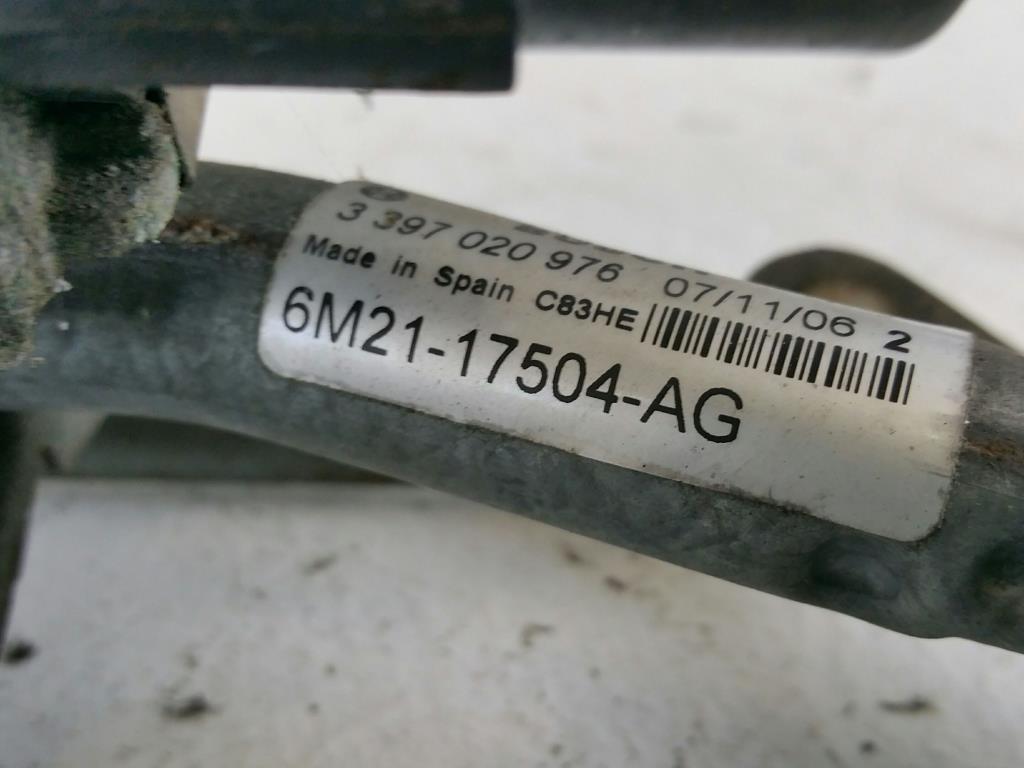 3 397 020 976 07/11/06 2
Made in Spain C83HE
6M21-17504-AG